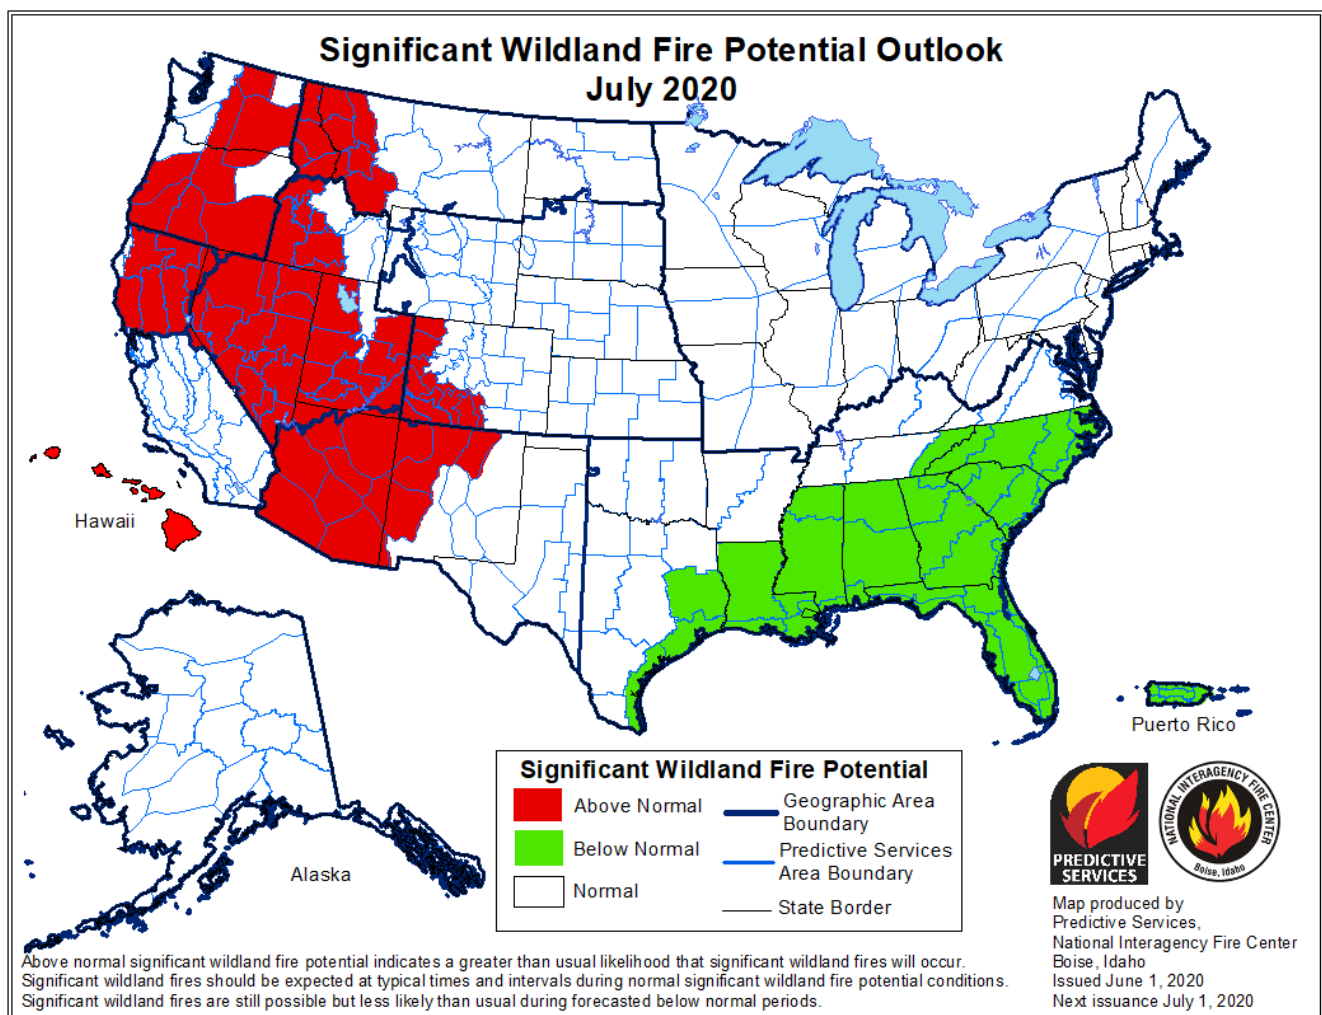 Significant Wildland Fire Potential Outlook
July 2020
Hawaii
Alaska
Puerto Rico
Significant Wildland Fire Potential
Above Normal
Below Normal
Normal
Geographic Area
Boundary
Predictive Services
Area Boundary
State Border
PREDICTIVE
SERVICES
NATIONAL INTERAGENCY FIRE CENTER
Boise, Idaho
Map produced by
Predictive Services,
National Interagency Fire Center
Boise, Idaho
Issued June 1, 2020
Next issuance July 1, 2020
Above normal significant wildland fire potential indicates a greater than usual likelihood that significant wildland fires will occur.
Significant wildland fires should be expected at typical times and intervals during normal significant wildland fire potential conditions.
Significant wildland fires are still possible but less likely than usual during forecasted below normal periods.